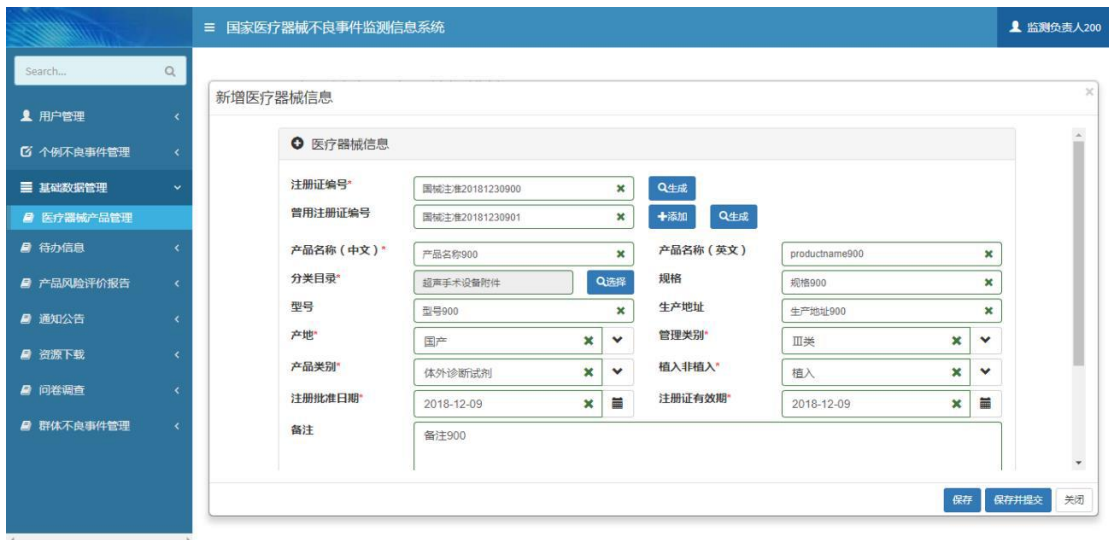 国家医疗器械不良事件监测信息系统
监测负责人200
Search...
用户管理
个例不良事件管理
基础数据管理
医疗器械产品管理
待办信息
产品风险评价报告
通知公告
资源下载
问卷调查
群体不良事件管理
新增医疗器械信息
医疗器械信息
注册证编号* 国械注准20181230900 生成
曾用注册证编号 国械注准20181230901 添加 生成
产品名称（中文）* 产品名称900 产品名称（英文） productname900
分类目录* 超声手术设备附件 选择 规格 规格900
型号 型号900 生产地址 生产地址900
产地* 国产 管理类别* III类
产品类别* 体外诊断试剂 植入非植入* 植入
注册批准日期* 2018-12-09 注册证有效期* 2018-12-09
备注 备注900
保存 保存并提交 关闭